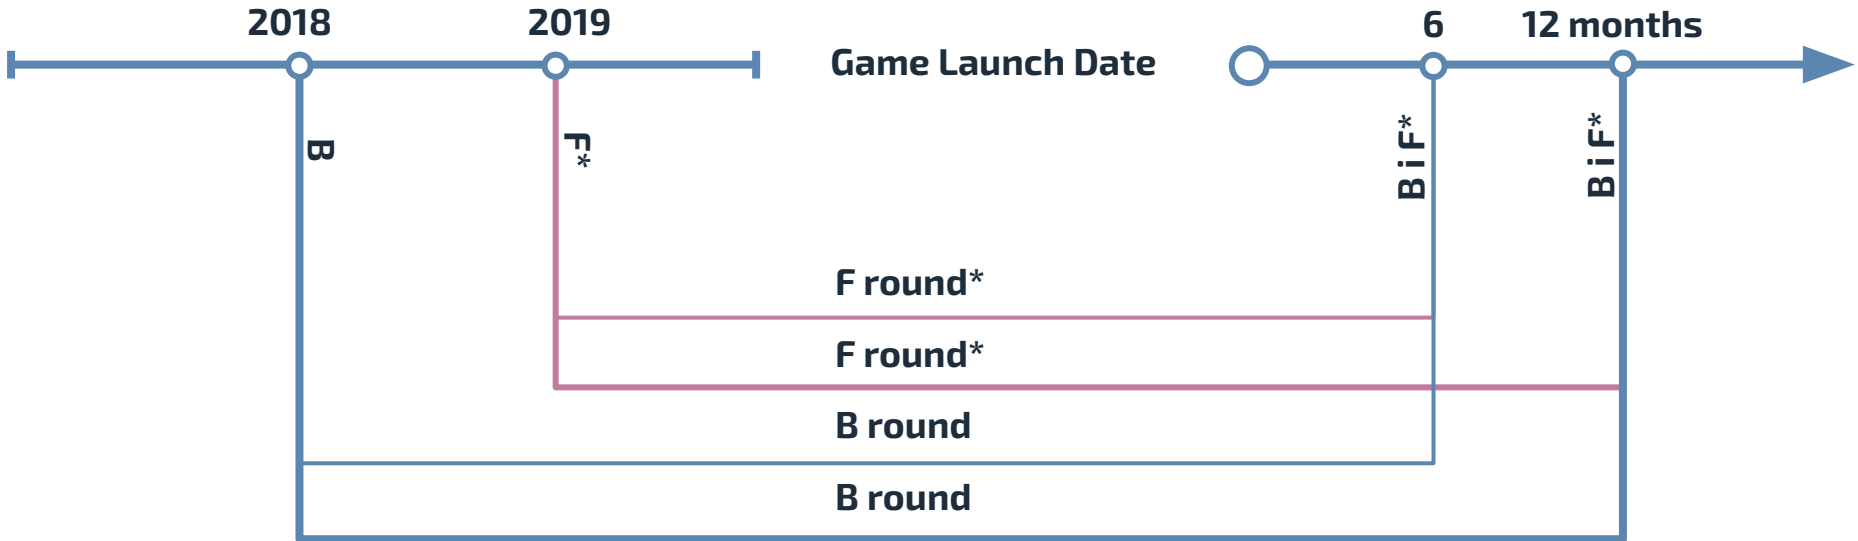 2018
2019
Game Launch Date
6
12 months
B
F*
B i F*
B i F*
F round*
F round*
B round
B round